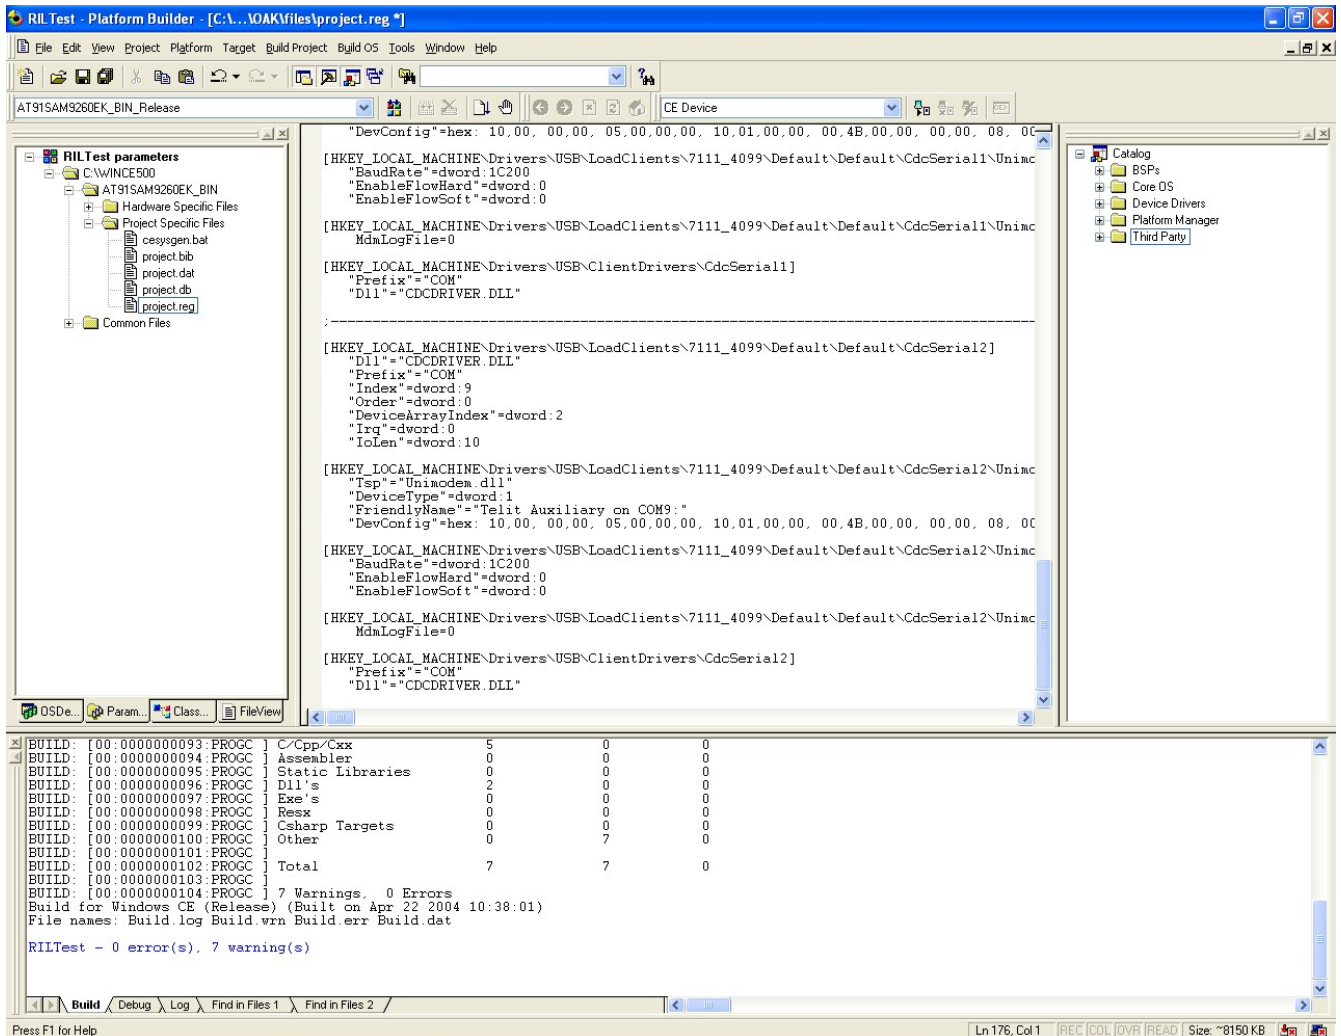 RILTest - Platform Builder - [C:\...\OAK\files\project.reg *]
File Edit View Project Platform Target Build Project Build OS Tools Window Help
AT91SAM9260EK_BIN_Release
CE Device
RILTest parameters
C:\WINCE500
AT91SAM9260EK_BIN
Hardware Specific Files
Project Specific Files
cesysgen.bat
project.bib
project.dat
project.db
project.reg
Common Files
OSDe... Param... Class... FileView
"DevConfig"=hex: 10,00, 00,00, 05,00,00,00, 10,01,00,00, 00,4B,00,00, 00,00, 08, 00
[HKEY_LOCAL_MACHINE\Drivers\USB\LoadClients\7111_4099\Default\Default\CdcSerial1\Unimo
"BaudRate"=dword:1C200
"EnableFlowHard"=dword:0
"EnableFlowSoft"=dword:0
[HKEY_LOCAL_MACHINE\Drivers\USB\LoadClients\7111_4099\Default\Default\CdcSerial1\Unimo
MdmLogFile=0
[HKEY_LOCAL_MACHINE\Drivers\USB\ClientDrivers\CdcSerial1]
"Prefix"="COM"
"Dll"="CDCDRIVER.DLL"
;--------------------------------------------------------------------------------------
[HKEY_LOCAL_MACHINE\Drivers\USB\LoadClients\7111_4099\Default\Default\CdcSerial2]
"Dll"="CDCDRIVER.DLL"
"Prefix"="COM"
"Index"=dword:9
"Order"=dword:0
"DeviceArrayIndex"=dword:2
"Irq"=dword:0
"IoLen"=dword:10
[HKEY_LOCAL_MACHINE\Drivers\USB\LoadClients\7111_4099\Default\Default\CdcSerial2\Unimo
"Tsp"="Unimodem.dll"
"DeviceType"=dword:1
"FriendlyName"="Telit Auxiliary on COM9:"
"DevConfig"=hex: 10,00, 00,00, 05,00,00,00, 10,01,00,00, 00,4B,00,00, 00,00, 08, 00
[HKEY_LOCAL_MACHINE\Drivers\USB\LoadClients\7111_4099\Default\Default\CdcSerial2\Unimo
"BaudRate"=dword:1C200
"EnableFlowHard"=dword:0
"EnableFlowSoft"=dword:0
[HKEY_LOCAL_MACHINE\Drivers\USB\LoadClients\7111_4099\Default\Default\CdcSerial2\Unimo
MdmLogFile=0
[HKEY_LOCAL_MACHINE\Drivers\USB\ClientDrivers\CdcSerial2]
"Prefix"="COM"
"Dll"="CDCDRIVER.DLL"
Catalog
BSPs
Core OS
Device Drivers
Platform Manager
Third Party
BUILD: [00:0000000093:PROGC ] C/Cpp/Cxx 5 0 0
BUILD: [00:0000000094:PROGC ] Assembler 0 0 0
BUILD: [00:0000000095:PROGC ] Static Libraries 0 0 0
BUILD: [00:0000000096:PROGC ] Dll's 2 0 0
BUILD: [00:0000000097:PROGC ] Exe's 0 0 0
BUILD: [00:0000000098:PROGC ] Resx 0 0 0
BUILD: [00:0000000099:PROGC ] Csharp Targets 0 0 0
BUILD: [00:0000000100:PROGC ] Other 0 7 0
BUILD: [00:0000000101:PROGC ]
BUILD: [00:0000000102:PROGC ] Total 7 7 0
BUILD: [00:0000000103:PROGC ]
BUILD: [00:0000000104:PROGC ] 7 Warnings, 0 Errors
Build for Windows CE (Release) (Built on Apr 22 2004 10:38:01)
File names: Build.log Build.wrn Build.err Build.dat
RILTest - 0 error(s), 7 warning(s)
Build Debug Log Find in Files 1 Find in Files 2
Press F1 for Help Ln 176, Col 1 REC COL OVR READ Size: ~8150 KB